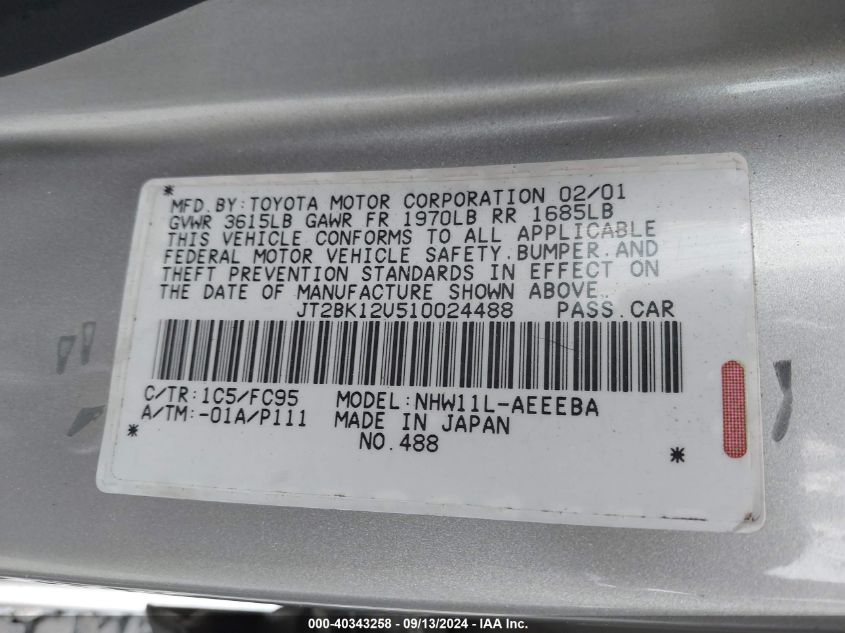 *
MFD.BY:TOYOTA MOTOR CORPORATION 02/01
GVWR 3615LB GAWR FR 1970LB RR 1685LB
THIS VEHICLE CONFORMS TO ALL APPLICABLE
FEDERAL MOTOR VEHICLE SAFETY.BUMPER.AND
THEFT PREVENTION STANDARDS IN EFFECT ON
THE DATE OF MANUFACTURE SHOWN ABOVE.
JT2BK12U510024488 PASS.CAR
C/TR:1C5/FC95 MODEL:NHW11L-AEEEBA
A/TM:-01A/P111 MADE IN JAPAN
* NO.488 *
000-40343258 - 09/13/2024 - IAA Inc.